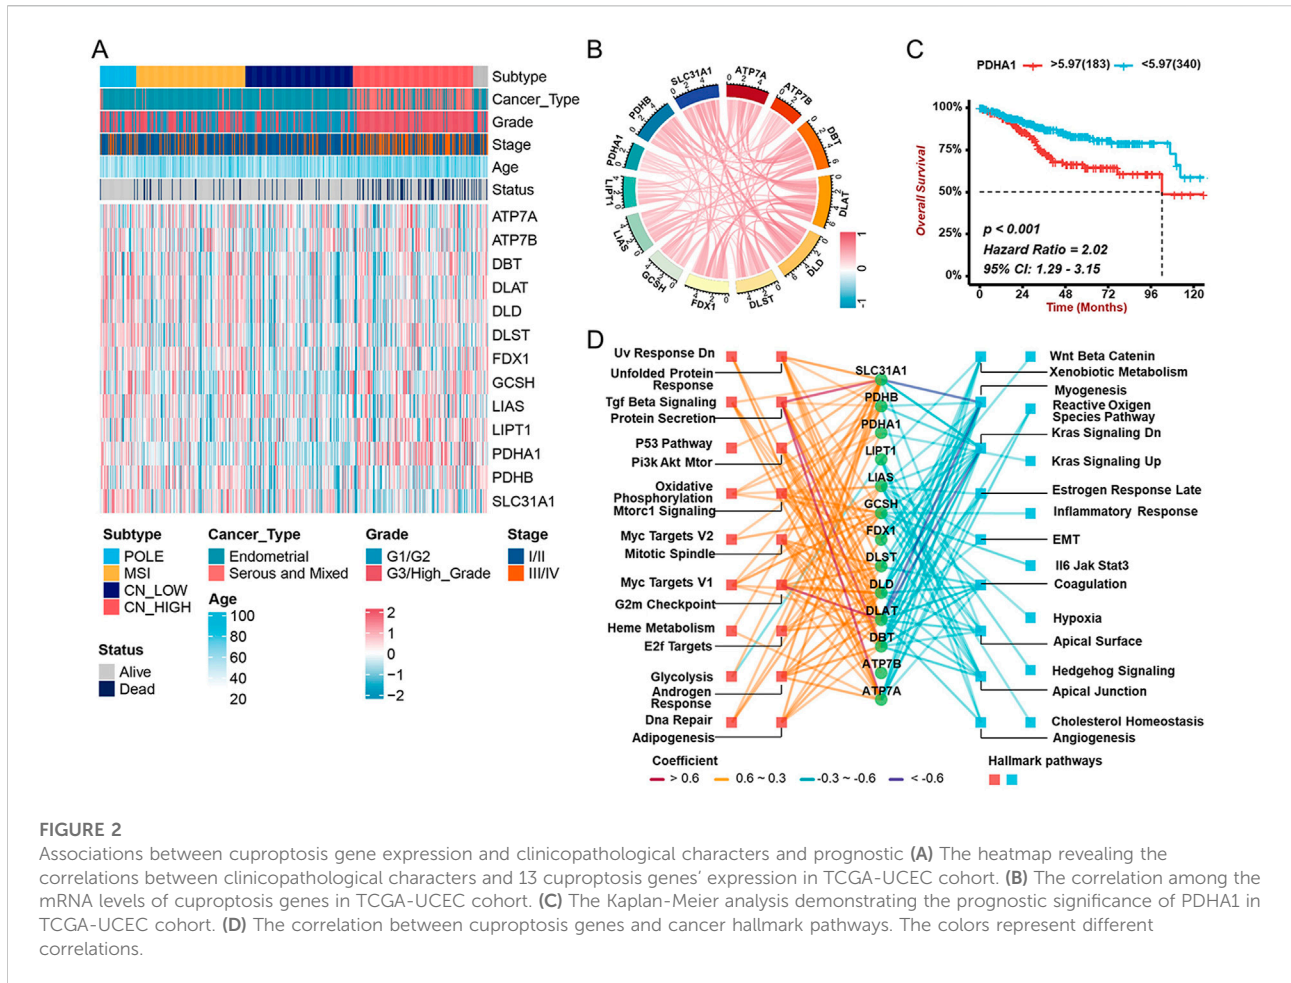 A
Subtype
Cancer_Type
Grade
Stage
Age
Status
ATP7A
ATP7B
DBT
DLAT
DLD
DLST
FDX1
GCSH
LIAS
LIPT1
PDHA1
PDHB
SLC31A1
Subtype
POLE
MSI
CN_LOW
CN_HIGH
Cancer_Type
Endometrial
Serous and Mixed
Grade
G1/G2
G3/High_Grade
Stage
I/II
III/IV
Age
100
80
60
40
20
2
1
0
−1
−2
Status
Alive
Dead
B
SLC31A1
ATP7A
ATP7B
DBT
DLAT
DLD
DLST
FDX1
GCSH
LIAS
LIPT1
PDHA1
PDHB
1
0
-1
C
PDHA1 >5.97(183) <5.97(340)
100%
75%
50%
25%
0%
Overall Survival
p < 0.001
Hazard Ratio = 2.02
95% CI: 1.29 - 3.15
0 24 48 72 96 120
Time (Months)
D
Uv Response Dn
Unfolded Protein
Response
Tgf Beta Signaling
Protein Secretion
P53 Pathway
Pi3k Akt Mtor
Oxidative
Phosphorylation
Mtorc1 Signaling
Myc Targets V2
Mitotic Spindle
Myc Targets V1
G2m Checkpoint
Heme Metabolism
E2f Targets
Glycolysis
Androgen
Response
Dna Repair
Adipogenesis
SLC31A1
PDHB
PDHA1
LIPT1
LIAS
GCSH
FDX1
DLST
DLD
DLAT
DBT
ATP7B
ATP7A
Wnt Beta Catenin
Xenobiotic Metabolism
Myogenesis
Reactive Oxigen
Species Pathway
Kras Signaling Dn
Kras Signaling Up
Estrogen Response Late
Inflammatory Response
EMT
Il6 Jak Stat3
Coagulation
Hypoxia
Apical Surface
Hedgehog Signaling
Apical Junction
Cholesterol Homeostasis
Angiogenesis
Coefficient
> 0.6 0.6 ~ 0.3 -0.3 ~ -0.6 < -0.6
Hallmark pathways
FIGURE 2
Associations between cuproptosis gene expression and clinicopathological characters and prognostic (A) The heatmap revealing the
correlations between clinicopathological characters and 13 cuproptosis genes’ expression in TCGA-UCEC cohort. (B) The correlation among the
mRNA levels of cuproptosis genes in TCGA-UCEC cohort. (C) The Kaplan-Meier analysis demonstrating the prognostic significance of PDHA1 in
TCGA-UCEC cohort. (D) The correlation between cuproptosis genes and cancer hallmark pathways. The colors represent different
correlations.